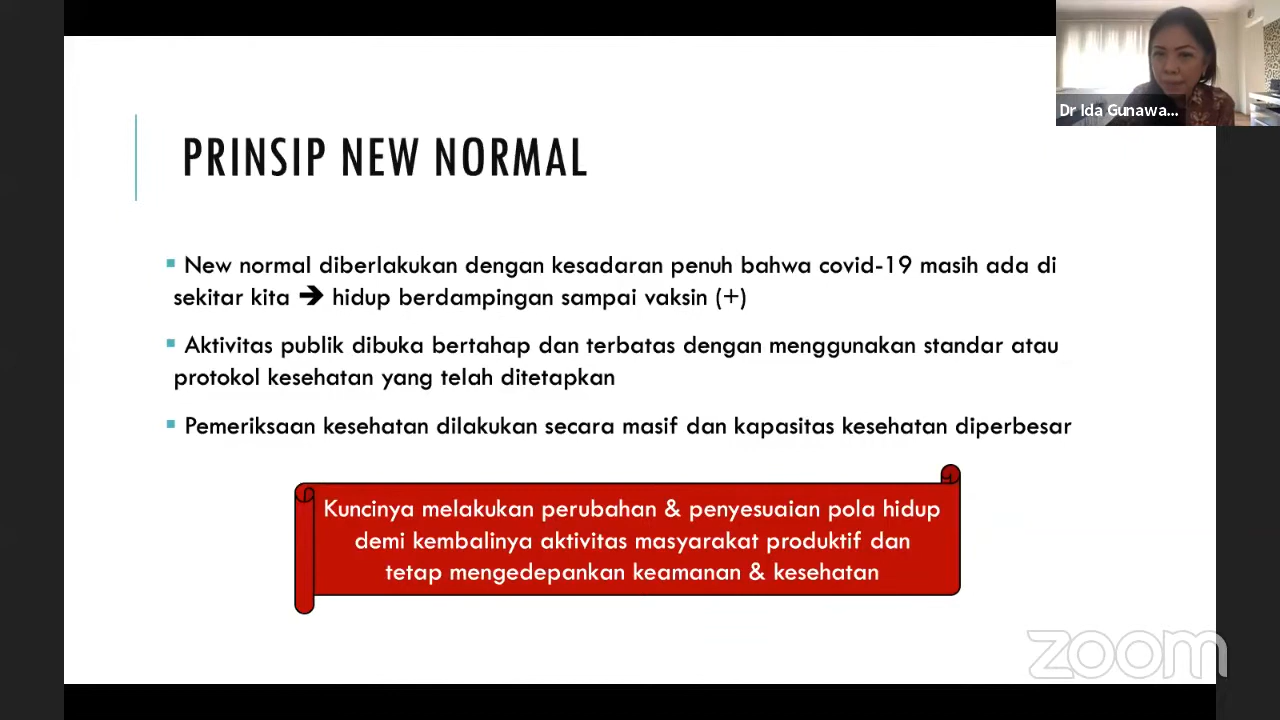 Dr Ida Gunawa...
PRINSIP NEW NORMAL
New normal diberlakukan dengan kesadaran penuh bahwa covid-19 masih ada di
sekitar kita ➔ hidup berdampingan sampai vaksin (+)
Aktivitas publik dibuka bertahap dan terbatas dengan menggunakan standar atau
protokol kesehatan yang telah ditetapkan
Pemeriksaan kesehatan dilakukan secara masif dan kapasitas kesehatan diperbesar
Kuncinya melakukan perubahan & penyesuaian pola hidup
demi kembalinya aktivitas masyarakat produktif dan
tetap mengedepankan keamanan & kesehatan
zoom